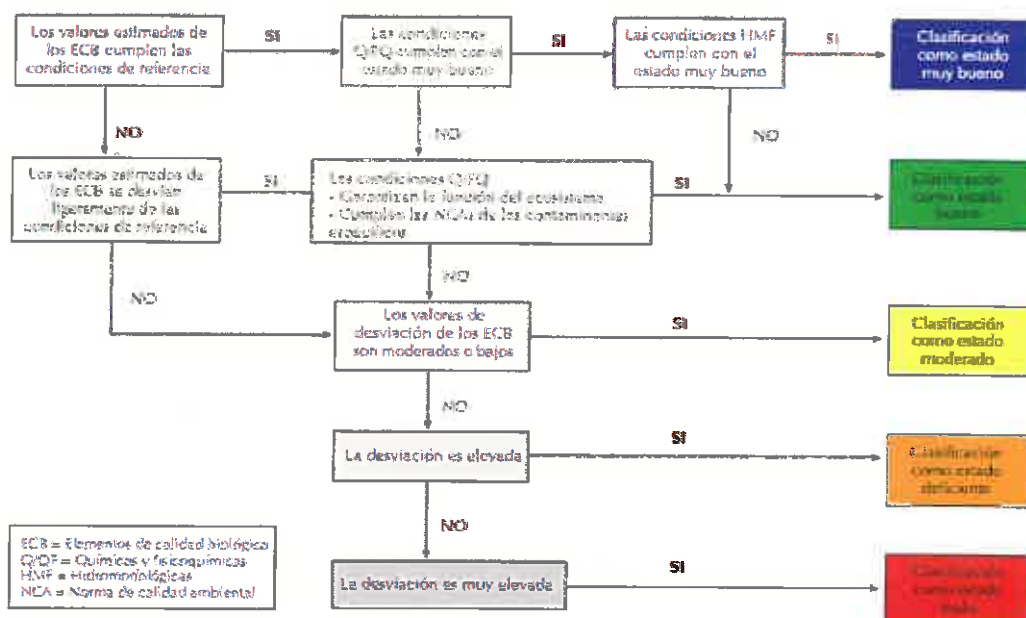 Los valores estimados de
los ECB cumplen las
condiciones de referencia
SI
Las condiciones
Q/FQ cumplen con el
estado muy bueno
SI
Las condiciones HMF
cumplen con el
estado muy bueno
SI
Clasificación
como estado
muy bueno
NO
NO
NO
Los valores estimados de
los ECB se desvían
ligeramente de las
condiciones de referencia
SI
Las condiciones Q/FQ
- Garantizan la función del ecosistema
- Cumplen las NCA de los contaminantes
específicos
SI
Clasificación
como estado
bueno
NO
NO
Los valores de
desviación de los ECB
son moderados o bajos
SI
Clasificación
como estado
moderado
NO
La desviación es elevada
SI
Clasificación
como estado
deficiente
NO
La desviación es muy elevada
SI
Clasificación
como estado
malo
ECB = Elementos de calidad biológico
Q/QF = Químicas y fisicoquímicas
HMF = Hidromorfológicas
NCA = Norma de calidad ambiental